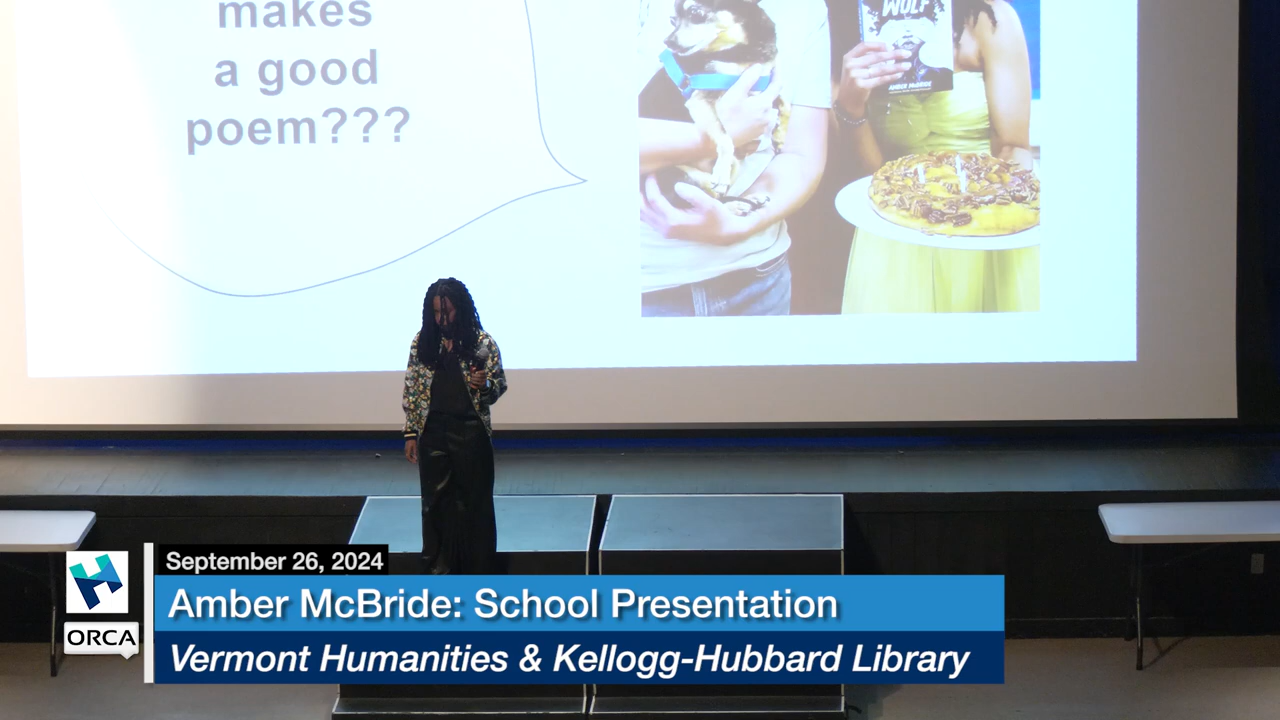 makes
a good
poem???
WOLF
AMBER McBRIDE
September 26, 2024
Amber McBride: School Presentation
ORCA
Vermont Humanities & Kellogg-Hubbard Library